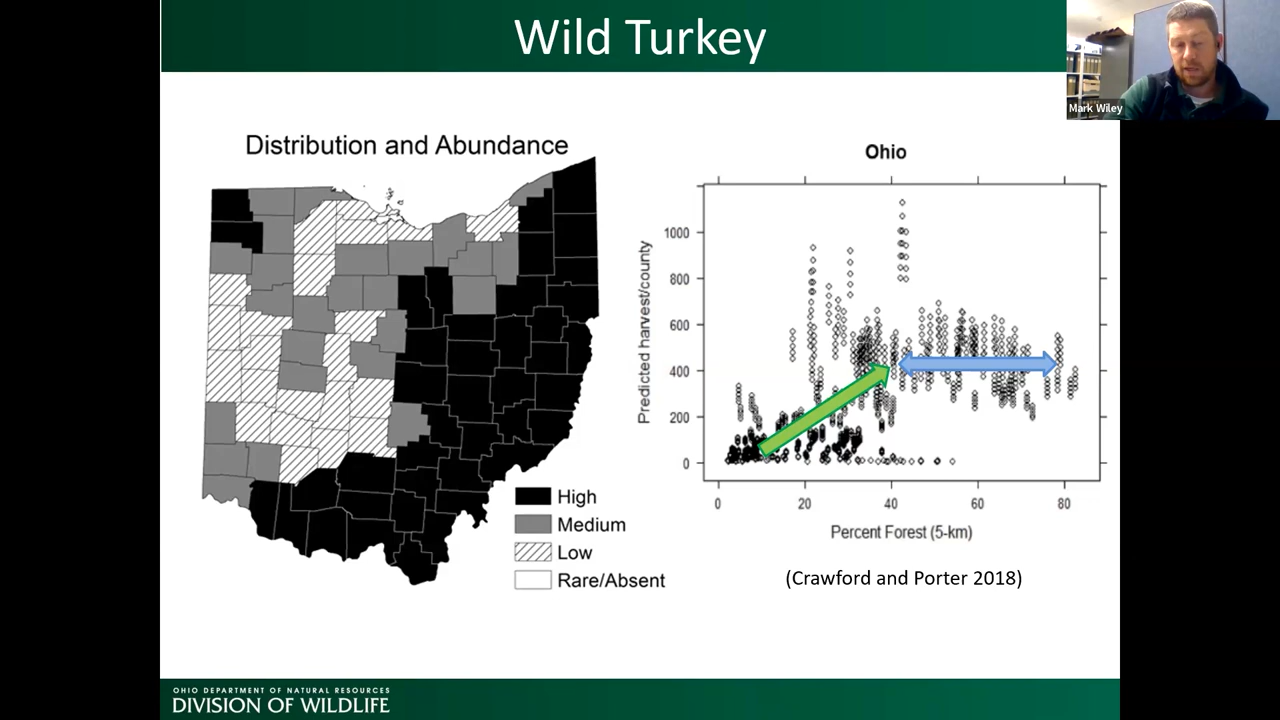 Wild Turkey
Mark Wiley
Distribution and Abundance
High
Medium
Low
Rare/Absent
Ohio
Predicted harvest/county
1000
800
600
400
200
0
0 20 40 60 80
Percent Forest (5-km)
(Crawford and Porter 2018)
OHIO DEPARTMENT OF NATURAL RESOURCES
DIVISION OF WILDLIFE